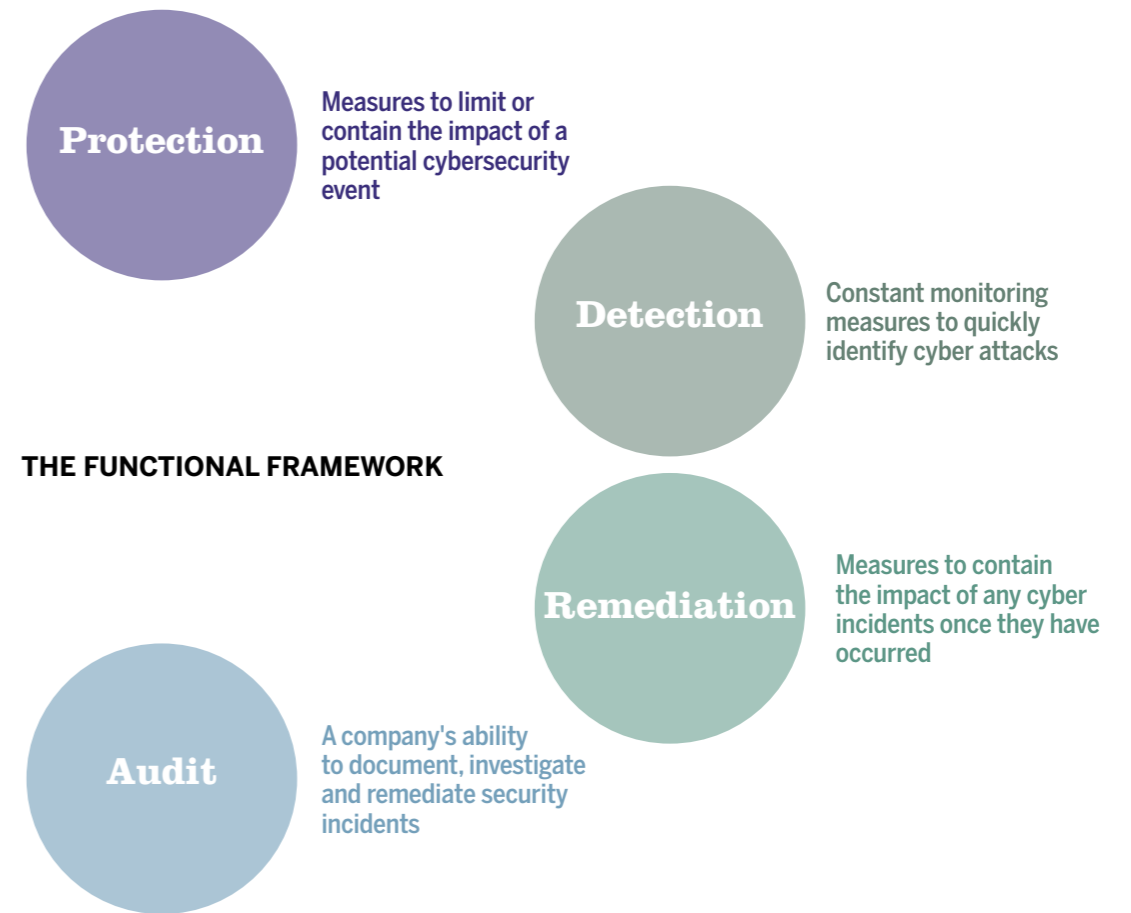 Protection
Measures to limit or
contain the impact of a
potential cybersecurity
event
Detection
Constant monitoring
measures to quickly
identify cyber attacks
THE FUNCTIONAL FRAMEWORK
Remediation
Measures to contain
the impact of any cyber
incidents once they have
occurred
Audit
A company's ability
to document, investigate
and remediate security
incidents